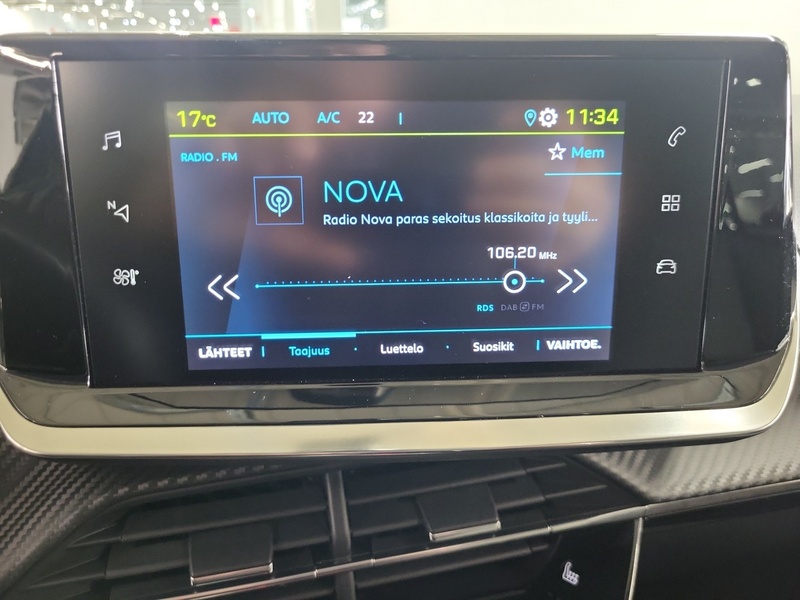 17°C AUTO A/C 22 11:34
RADIO . FM
Mem
N
NOVA
Radio Nova paras sekoitus klassikoita ja tyyli...
106.20 MHz
RDS DAB FM
LÄHTEET Taajuus Luettelo Suosikit VAIHTOE.